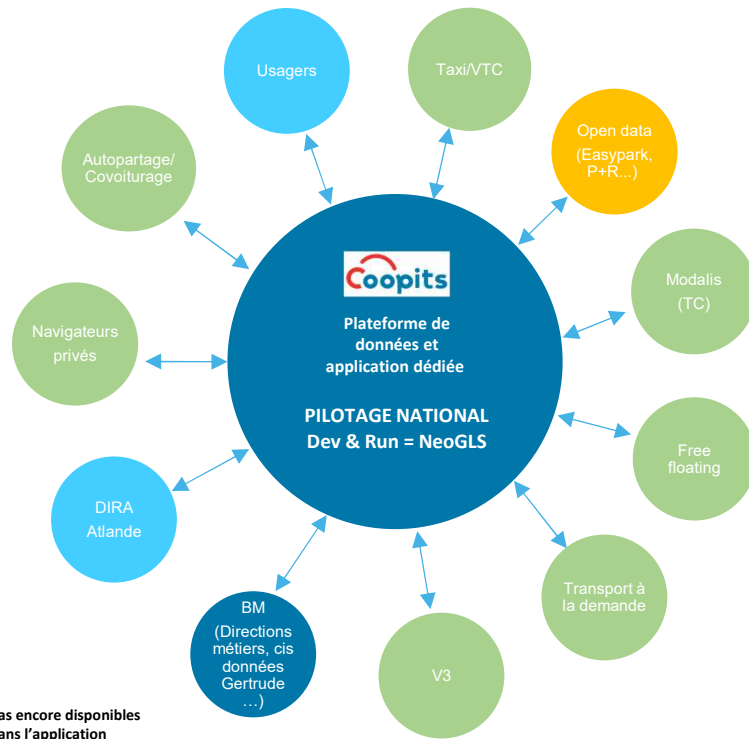 Usagers
Taxi/VTC
Open data
(Easypark,
P+R...)
Autopartage/
Covoiturage
Modalis
(TC)
Coopits
Plateforme de
données et
application dédiée
PILOTAGE NATIONAL
Dev & Run = NeoGLS
Navigateurs
privés
Free
floating
DIRA
Atlande
Transport à
la demande
BM
(Directions
métiers, cis
données
Gertrude
…)
V3
as encore disponibles
ans l'application